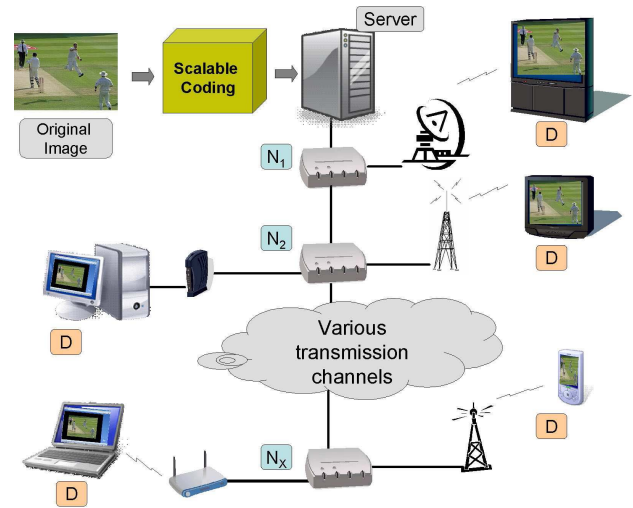 Server
Scalable
Coding
Original
Image
D
N1
N2
D
D
Various
transmission
channels
D
NX
D